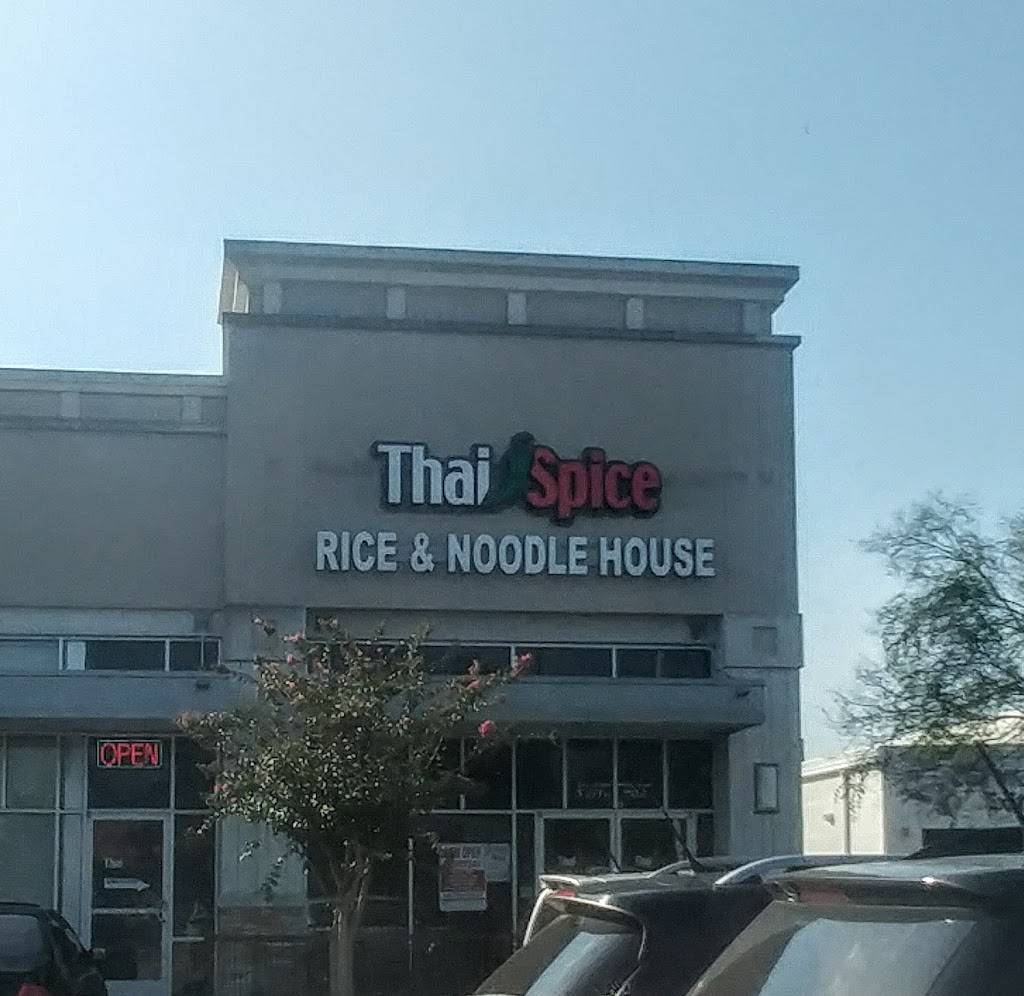 Thai Spice
RICE & NOODLE HOUSE
OPEN